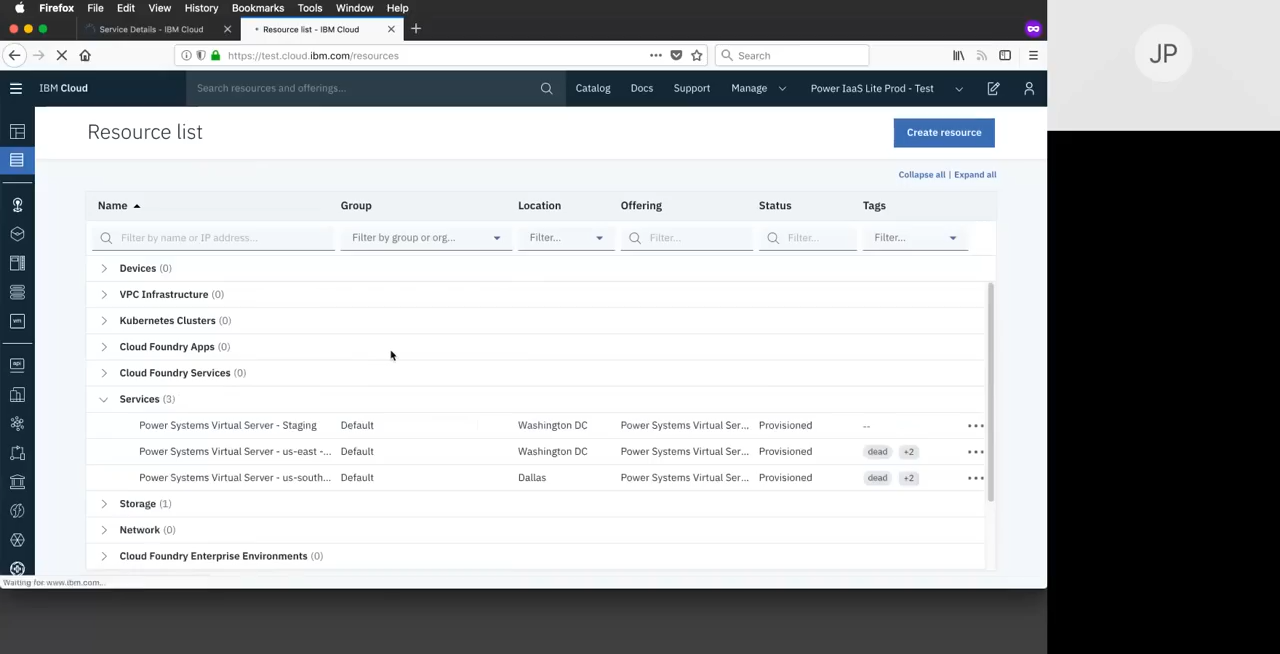 Firefox File Edit View History Bookmarks Tools Window Help
Service Details - IBM Cloud Resource list - IBM Cloud
https://test.cloud.ibm.com/resources Search
IBM Cloud Search resources and offerings... Catalog Docs Support Manage Power IaaS Lite Prod - Test
JP
Resource list Create resource
Collapse all | Expand all
Name Group Location Offering Status Tags
Filter by name or IP address... Filter by group or org... Filter... Filter... Filter... Filter...
Devices (0)
VPC Infrastructure (0)
Kubernetes Clusters (0)
Cloud Foundry Apps (0)
Cloud Foundry Services (0)
Services (3)
Power Systems Virtual Server - Staging Default Washington DC Power Systems Virtual Ser... Provisioned --
Power Systems Virtual Server - us-east -... Default Washington DC Power Systems Virtual Ser... Provisioned dead +2
Power Systems Virtual Server - us-south... Default Dallas Power Systems Virtual Ser... Provisioned dead +2
Storage (1)
Network (0)
Cloud Foundry Enterprise Environments (0)
Waiting for www.ibm.com...